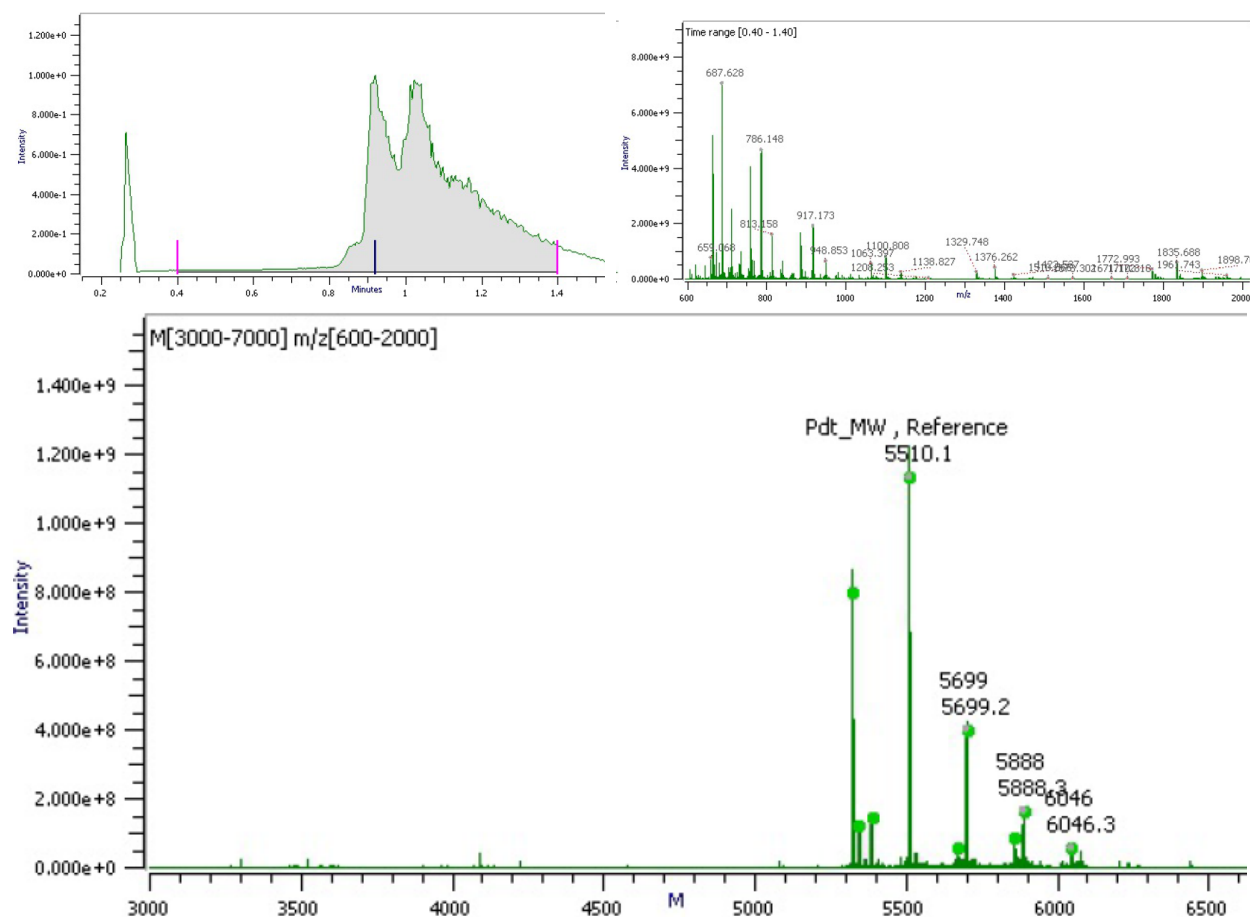 1.200e+0
1.000e+0
8.000e-1
6.000e-1
4.000e-1
2.000e-1
0.000e+0
Intensity
0.2
0.4
0.6
0.8
1
1.2
1.4
Minutes
Time range [0.40 - 1.40]
8.000e+9
6.000e+9
4.000e+9
2.000e+9
0.000e+0
Intensity
687.628
786.148
917.173
813.158
659.068
948.853
1063.397
1100.808
1208.253
1138.827
1329.748
1376.262
1772.993
1835.688
1961.743
600
800
1000
1200
1400
1600
1800
2000
m/z
M[3000-7000] m/z[600-2000]
1.400e+9
1.200e+9
1.000e+9
8.000e+8
6.000e+8
4.000e+8
2.000e+8
0.000e+0
Intensity
Pdt_MW , Reference
5510.1
5699
5699.2
5888
5888.3
6046
6046.3
3000
3500
4000
4500
5000
5500
6000
6500
M